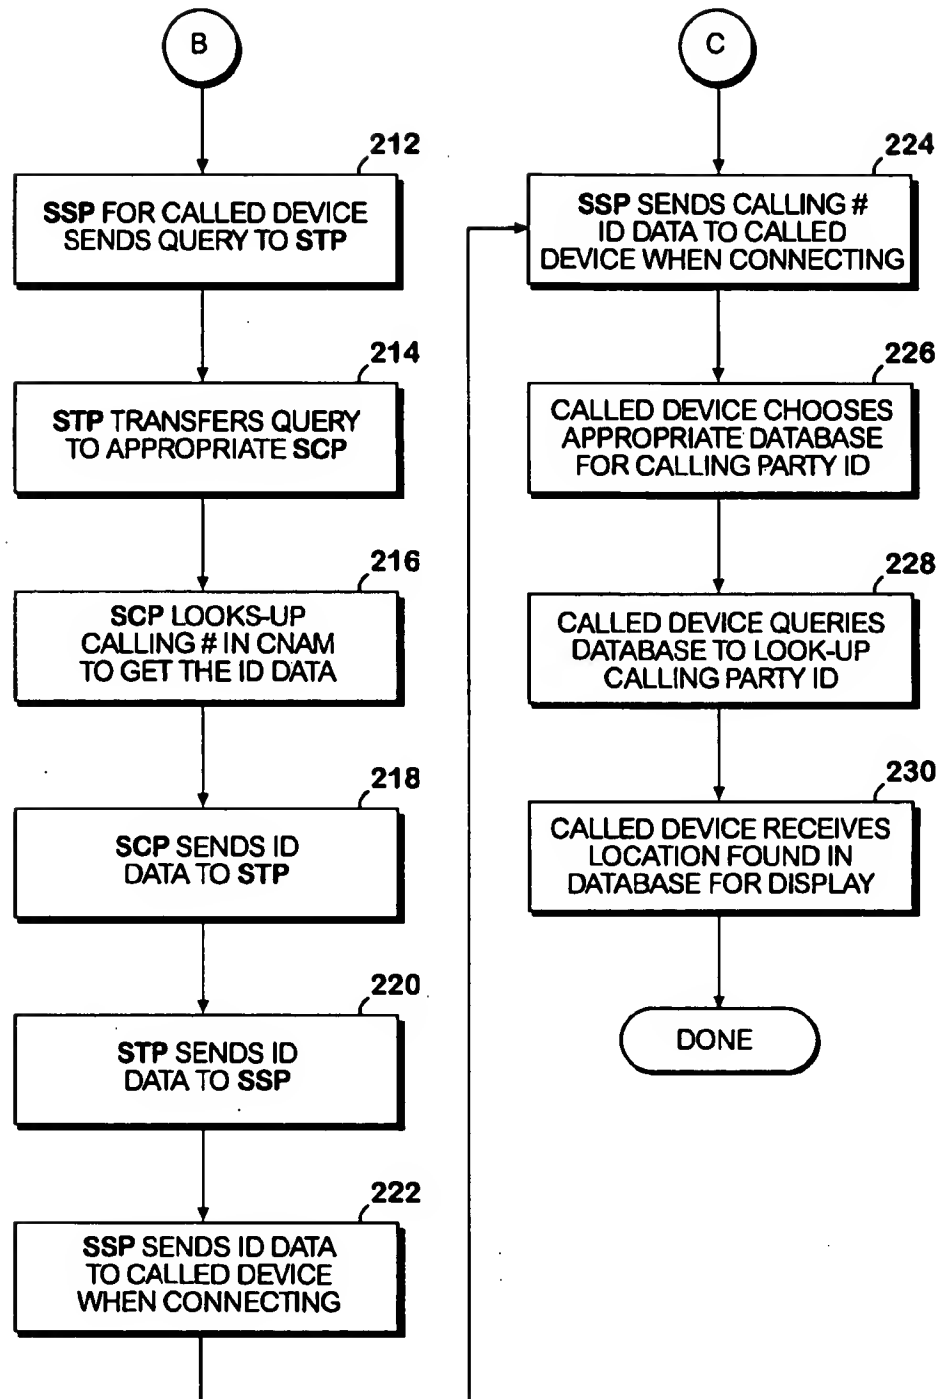 B
212
SSP FOR CALLED DEVICE
SENDS QUERY TO STP
214
STP TRANSFERS QUERY
TO APPROPRIATE SCP
216
SCP LOOKS-UP
CALLING # IN CNAM
TO GET THE ID DATA
218
SCP SENDS ID
DATA TO STP
220
STP SENDS ID
DATA TO SSP
222
SSP SENDS ID DATA
TO CALLED DEVICE
WHEN CONNECTING
C
224
SSP SENDS CALLING #
ID DATA TO CALLED
DEVICE WHEN CONNECTING
226
CALLED DEVICE CHOOSES
APPROPRIATE DATABASE
FOR CALLING PARTY ID
228
CALLED DEVICE QUERIES
DATABASE TO LOOK-UP
CALLING PARTY ID
230
CALLED DEVICE RECEIVES
LOCATION FOUND IN
DATABASE FOR DISPLAY
DONE